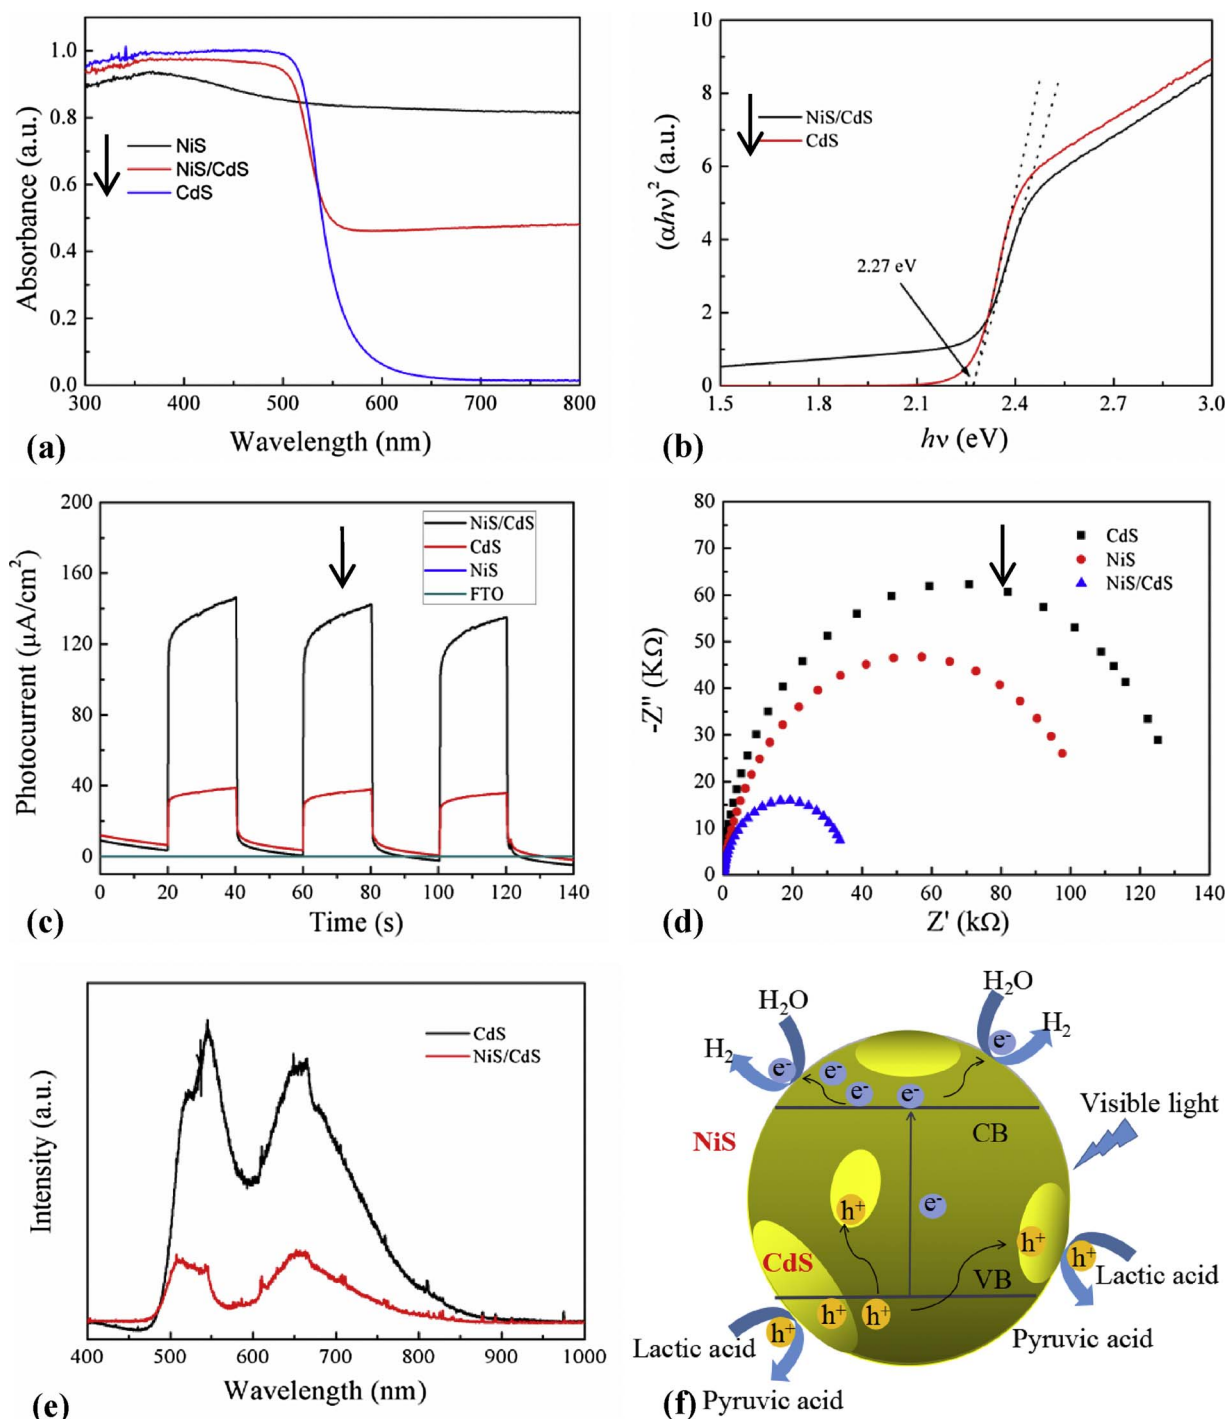 1.0
0.8
0.6
0.4
0.2
0.0
Absorbance (a.u.)
NiS
NiS/CdS
CdS
300 400 500 600 700 800
Wavelength (nm)
(a)
10
8
6
4
2
0
(αhν)²  (a.u.)
NiS/CdS
CdS
2.27 eV
1.5 1.8 2.1 2.4 2.7 3.0
hν (eV)
(b)
200
160
120
80
40
0
Photocurrent (μA/cm²)
NiS/CdS
CdS
NiS
FTO
0 20 40 60 80 100 120 140
Time (s)
(c)
80
70
60
50
40
30
20
10
0
-Z" (KΩ)
CdS
NiS
NiS/CdS
0 20 40 60 80 100 120 140
Z' (kΩ)
(d)
Intensity (a.u.)
CdS
NiS/CdS
400 500 600 700 800 900 1000
Wavelength (nm)
(e)
H₂O
H₂O
H₂
H₂
e⁻
e⁻
e⁻
e⁻
e⁻
CB
Visible light
NiS
e⁻
h⁺
h⁺
h⁺
CdS
VB
Lactic acid
h⁺
h⁺
h⁺
Lactic acid
Pyruvic acid
Pyruvic acid
(f)